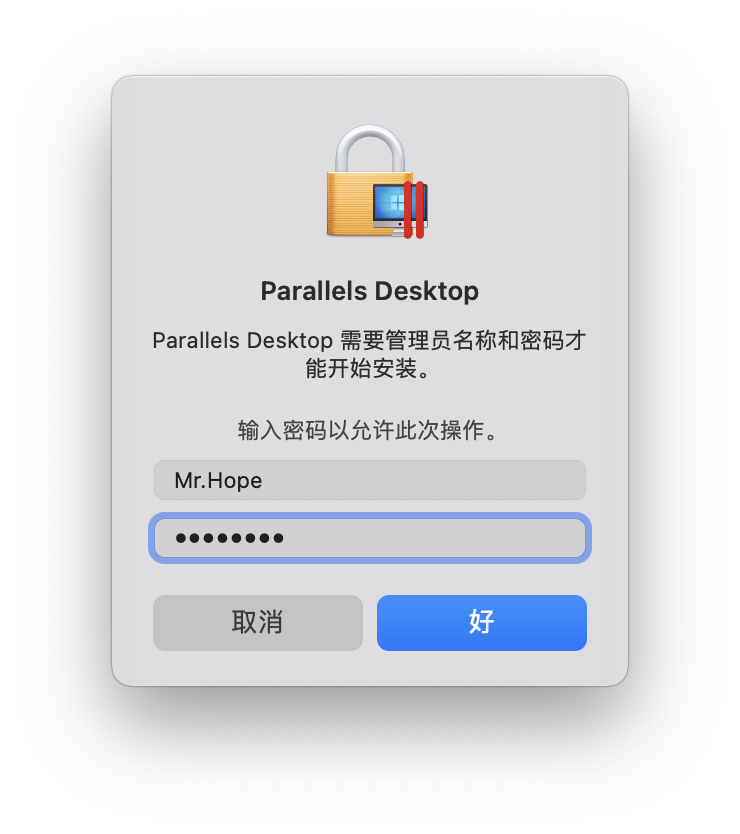 Parallels Desktop
Parallels Desktop 需要管理员名称和密码才
能开始安装。
输入密码以允许此次操作。
Mr.Hope
••••••••
取消
好